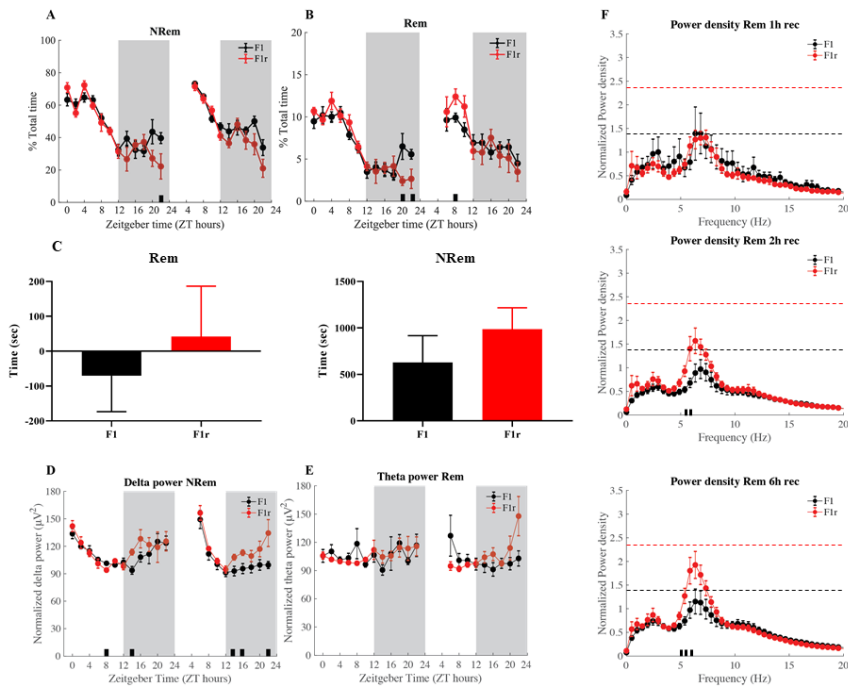 A
NRem
F1
F1r
% Total time
100
80
60
40
20
0
0 4 8 12 16 20 24 4 8 12 16 20 24
Zeitgeber time (ZT hours)
B
Rem
F1
F1r
% Total time
20
15
10
5
0
0 4 8 12 16 20 24 4 8 12 16 20 24
Zeitgeber time (ZT hours)
C
Rem
Time (sec)
200
100
0
-100
-200
F1
F1r
NRem
Time (sec)
1500
1000
500
0
F1
F1r
D
Delta power NRem
F1
F1r
Normalized delta power (µV²)
180
150
120
90
60
30
0
0 4 8 12 16 20 24 4 8 12 16 20 24
Zeitgeber Time (ZT hours)
E
Theta power Rem
F1
F1r
Normalized theta power (µV²)
180
150
120
90
60
30
0
0 4 8 12 16 20 24 4 8 12 16 20 24
Zeitgeber Time (ZT hours)
F
Power density Rem 1h rec
F1
F1r
Normalized Power density
3.5
3
2.5
2
1.5
1
0.5
0
0 5 10 15 20
Frequency (Hz)
Power density Rem 2h rec
F1
F1r
Normalized Power density
3.5
3
2.5
2
1.5
1
0.5
0
0 5 10 15 20
Frequency (Hz)
Power density Rem 6h rec
F1
F1r
Normalized Power density
3.5
3
2.5
2
1.5
1
0.5
0
0 5 10 15 20
Frequency (Hz)